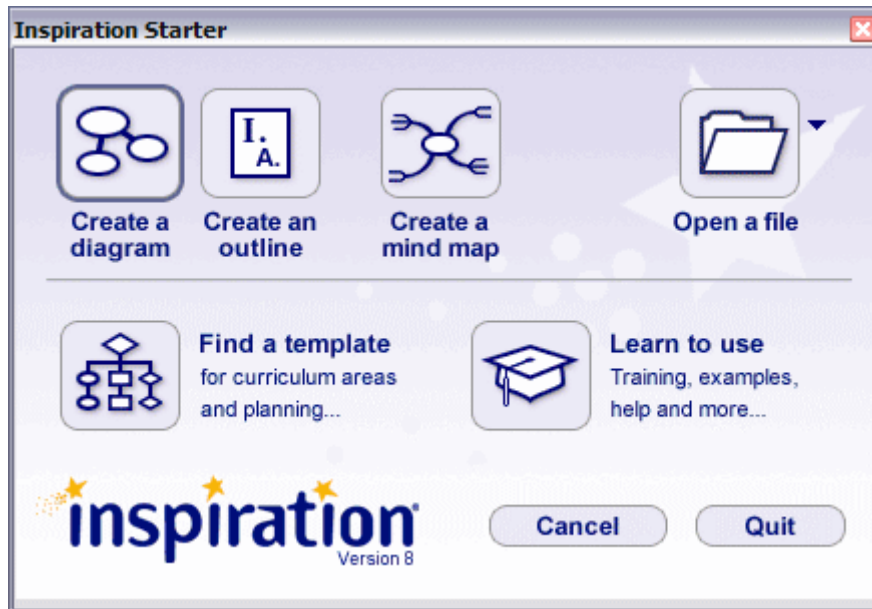 Inspiration Starter
I.
A.
Create a
diagram
Create an
outline
Create a
mind map
Open a file
Find a template
for curriculum areas
and planning...
Learn to use
Training, examples,
help and more...
inspiration®
Version 8
Cancel
Quit